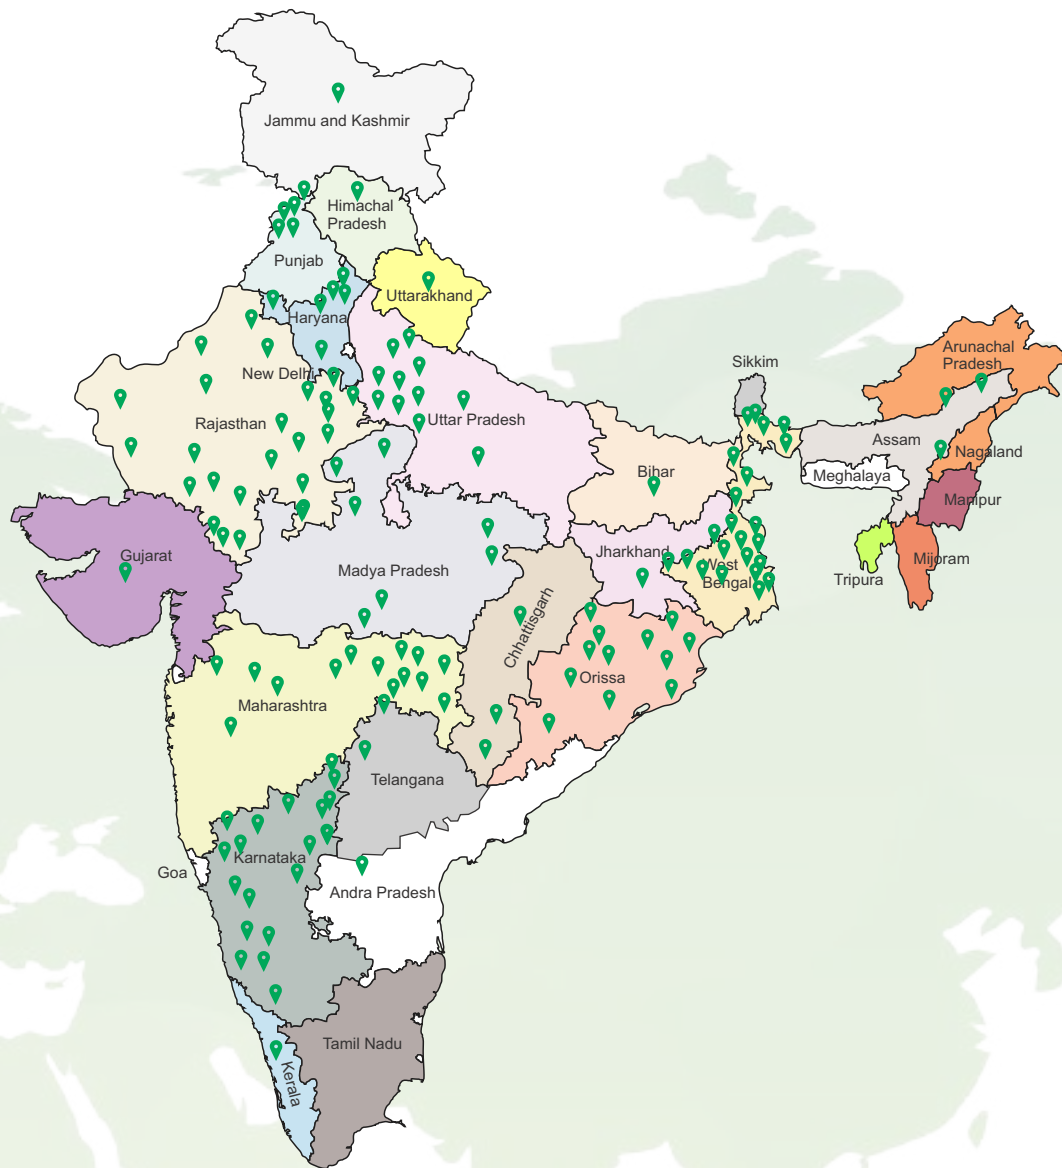 Jammu and Kashmir
Himachal
Pradesh
Punjab
Uttarakhand
Haryana
New Delhi
Rajasthan
Uttar Pradesh
Sikkim
Arunachal
Pradesh
Assam
Nagaland
Meghalaya
Manipur
Bihar
Gujarat
Madya Pradesh
Jharkhand
West
Bengal
Tripura
Mijoram
Chhattisgarh
Orissa
Maharashtra
Telangana
Goa
Karnataka
Andra Pradesh
Tamil Nadu
Kerala